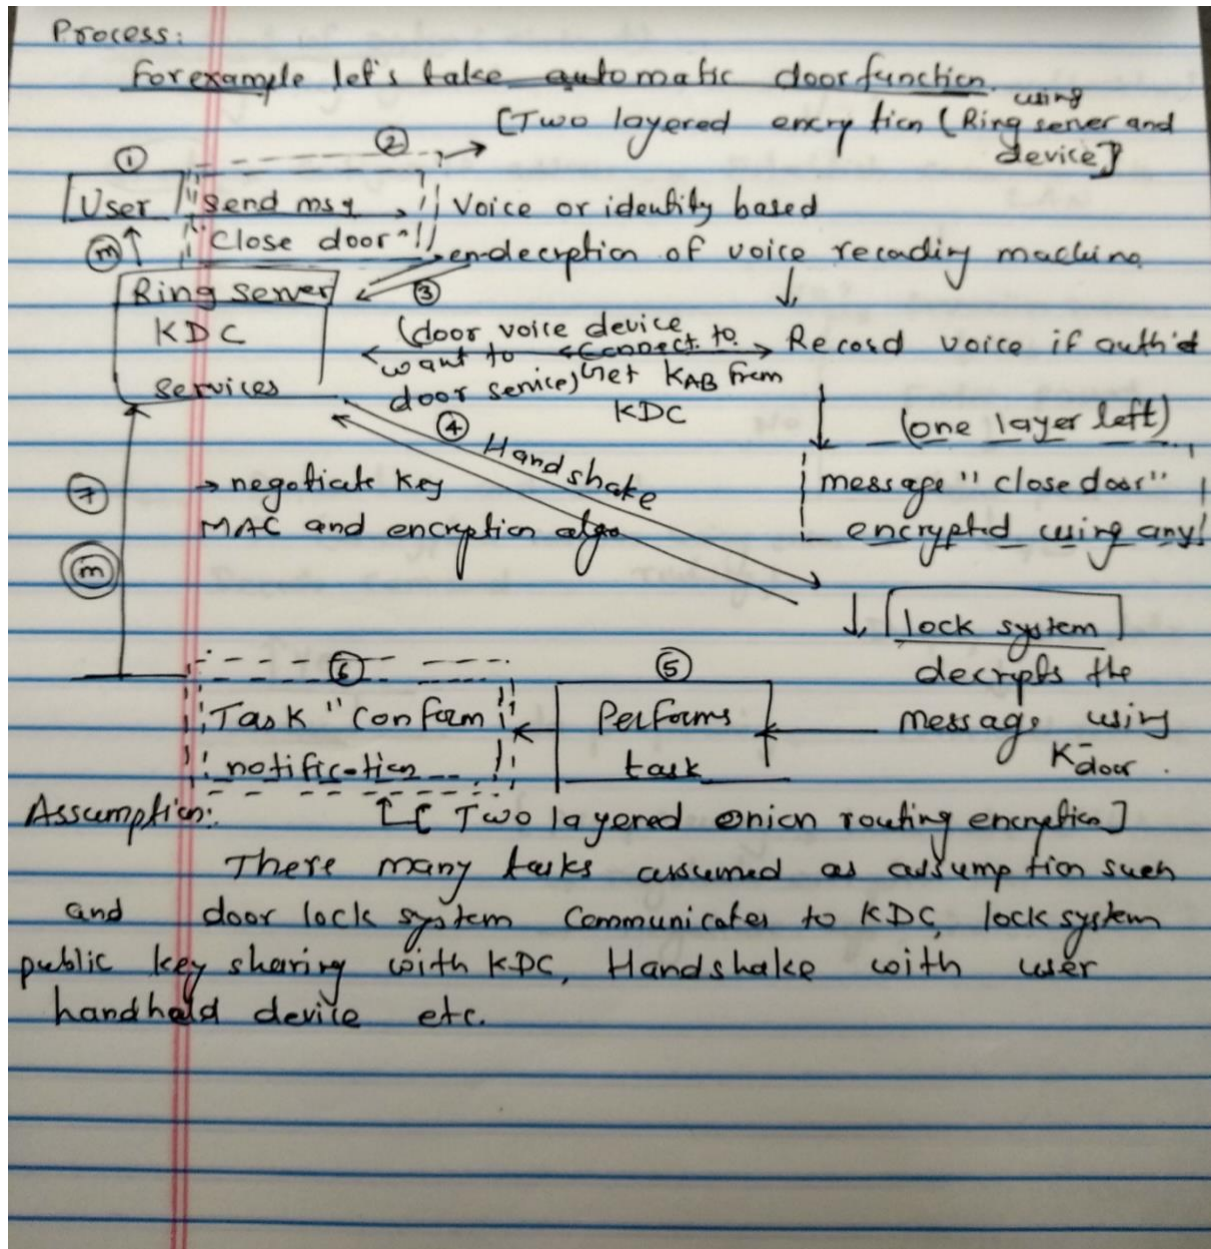 Process:
For example let's take automatic door function
using
[Two layered encryption (Ring server and
device]
①
②
User
Send msg
Voice or identity based
"Close door"
en-decrption of voice recoding machine
m
③
Ring server
KDC
services
(door voice device
want to connect to
door service) Get KAB from
KDC
Record voice if auth'd
④
Handshake
(one layer left)
→ negotiate key
MAC and encryption algo
message "close door"
encrypted using any
⑦
m
lock system
decrypts the
message using
K⁻door.
⑥
⑤
Task "Conform
notification
Performs
task
Assumption:
[Two layered onion routing encryption]
There many tasks assumed as assumption such
and door lock system Communicates to KDC, lock system
public key sharing with KDC, Handshake with user
handheld device etc.